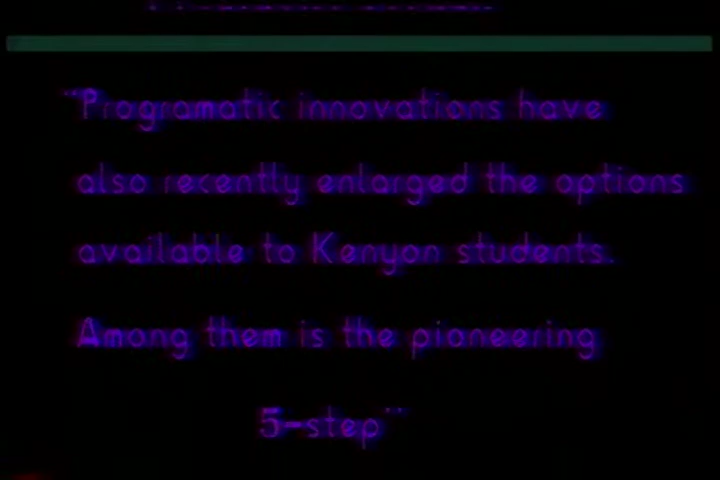 "Programatic innovations have
also recently enlarged the options
available to Kenyon students.
Among them is the pioneering
5-step"